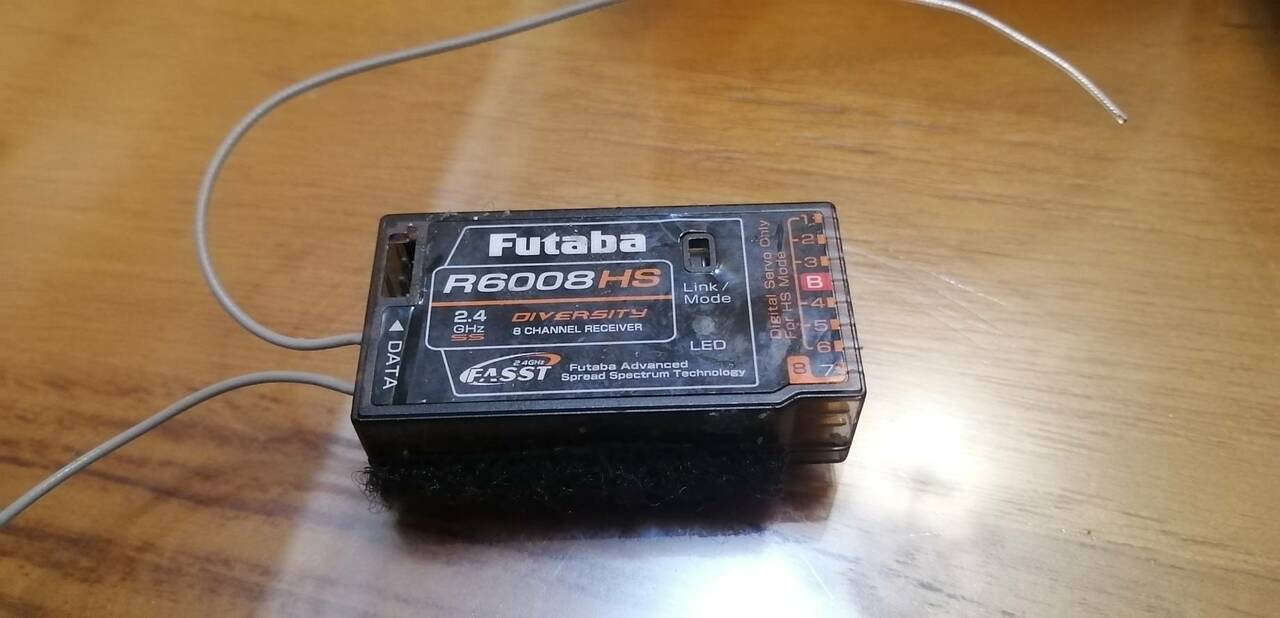 Futaba
R6008HS
2.4
GHz
SS
DIVERSITY
8 CHANNEL RECEIVER
2.4GHz
FASST
Futaba Advanced
Spread Spectrum Technology
◀ DATA
Link /
Mode
LED
Digital Servo Only
For HS Mode
1
2
3
B
4
5
6
8 7